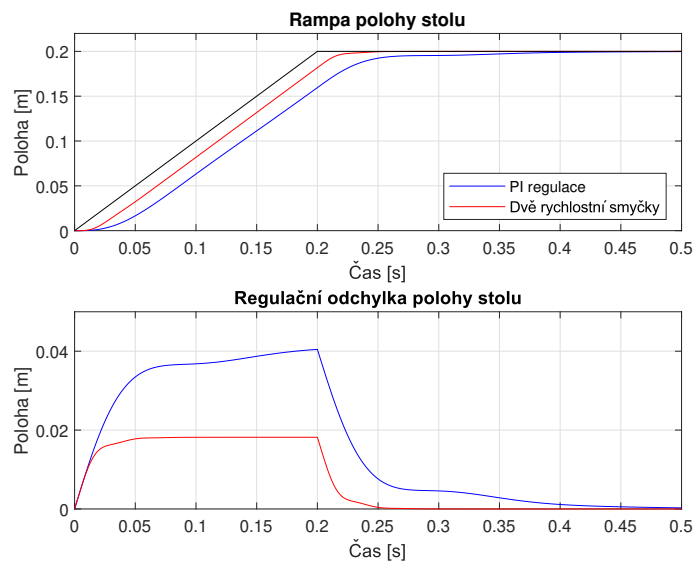 Rampa polohy stolu
Poloha [m]
0.2
0.15
0.1
0.05
0
PI regulace
Dvě rychlostní smyčky
0 0.05 0.1 0.15 0.2 0.25 0.3 0.35 0.4 0.45 0.5
Čas [s]
Regulační odchylka polohy stolu
Poloha [m]
0.04
0.02
0
0 0.05 0.1 0.15 0.2 0.25 0.3 0.35 0.4 0.45 0.5
Čas [s]